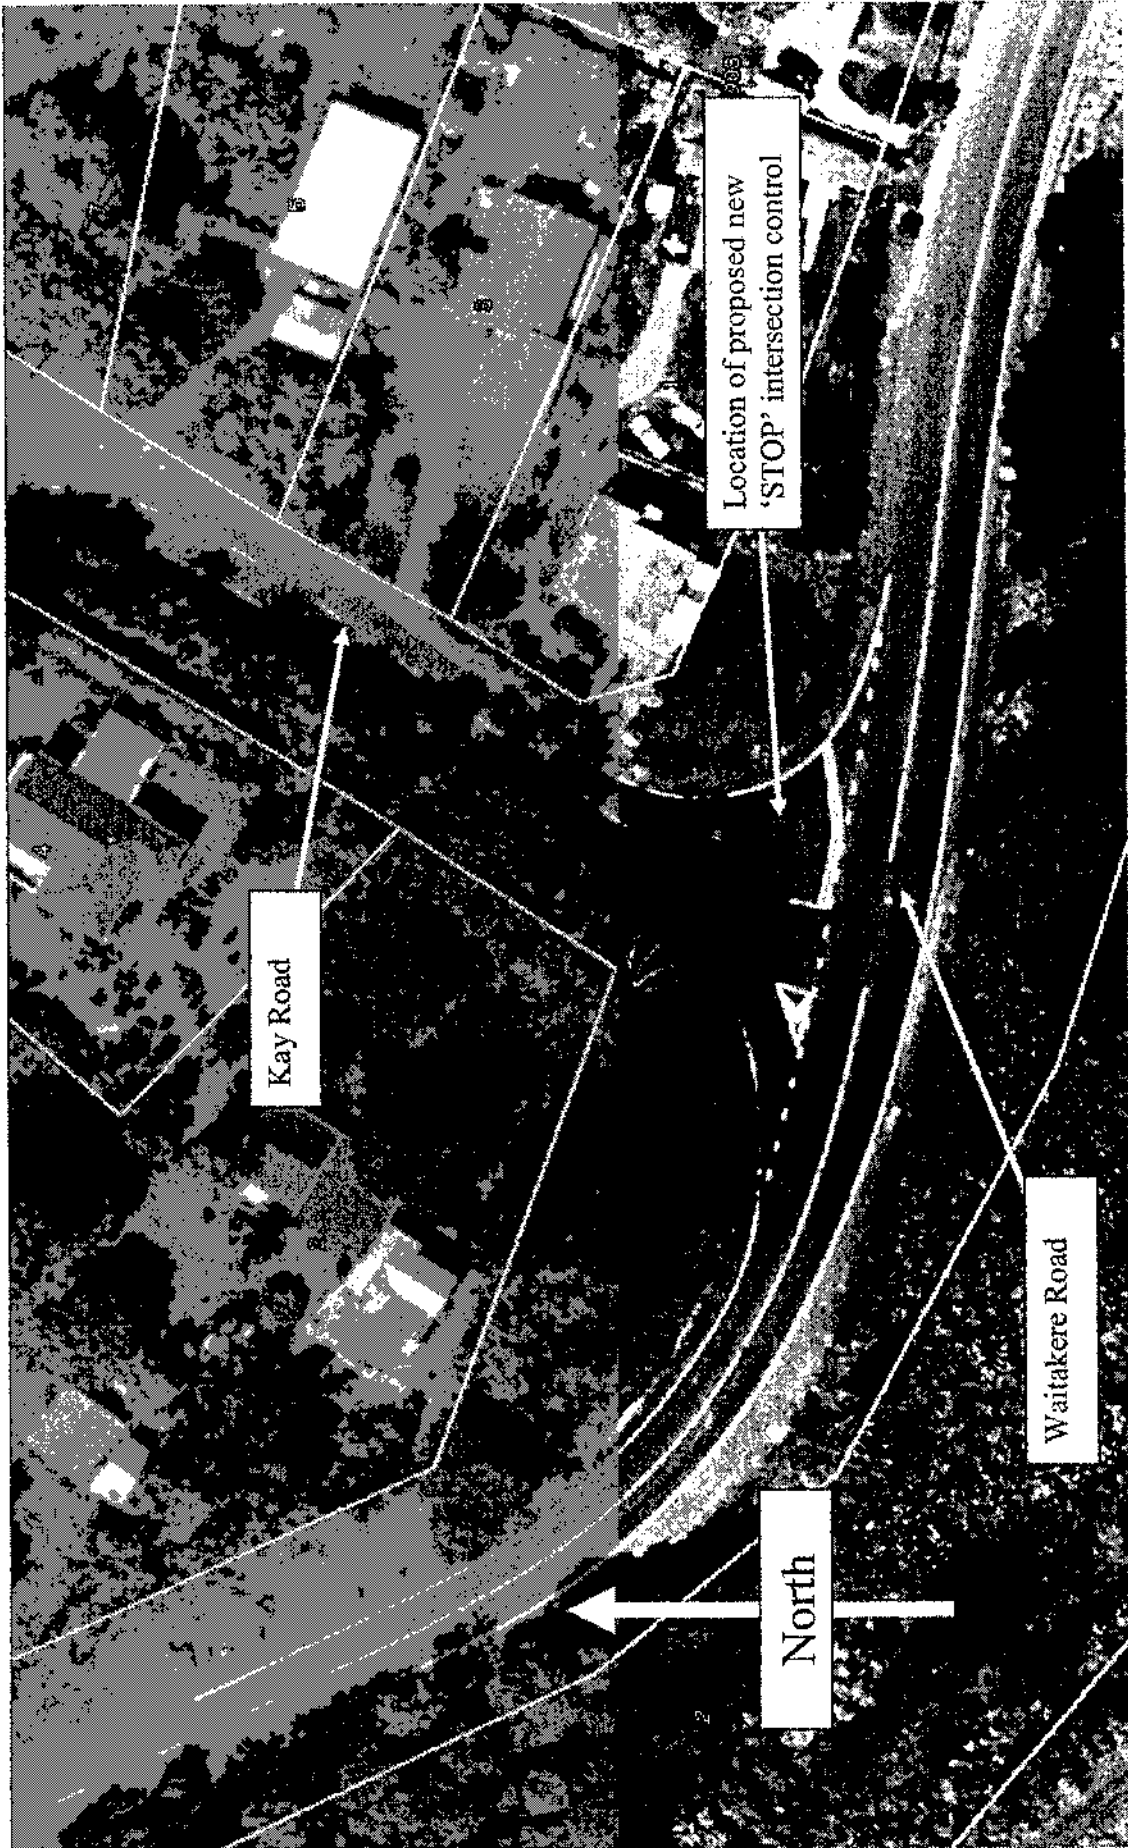 Kay Road
Location of proposed new
'STOP' intersection control
North
Waitakere Road